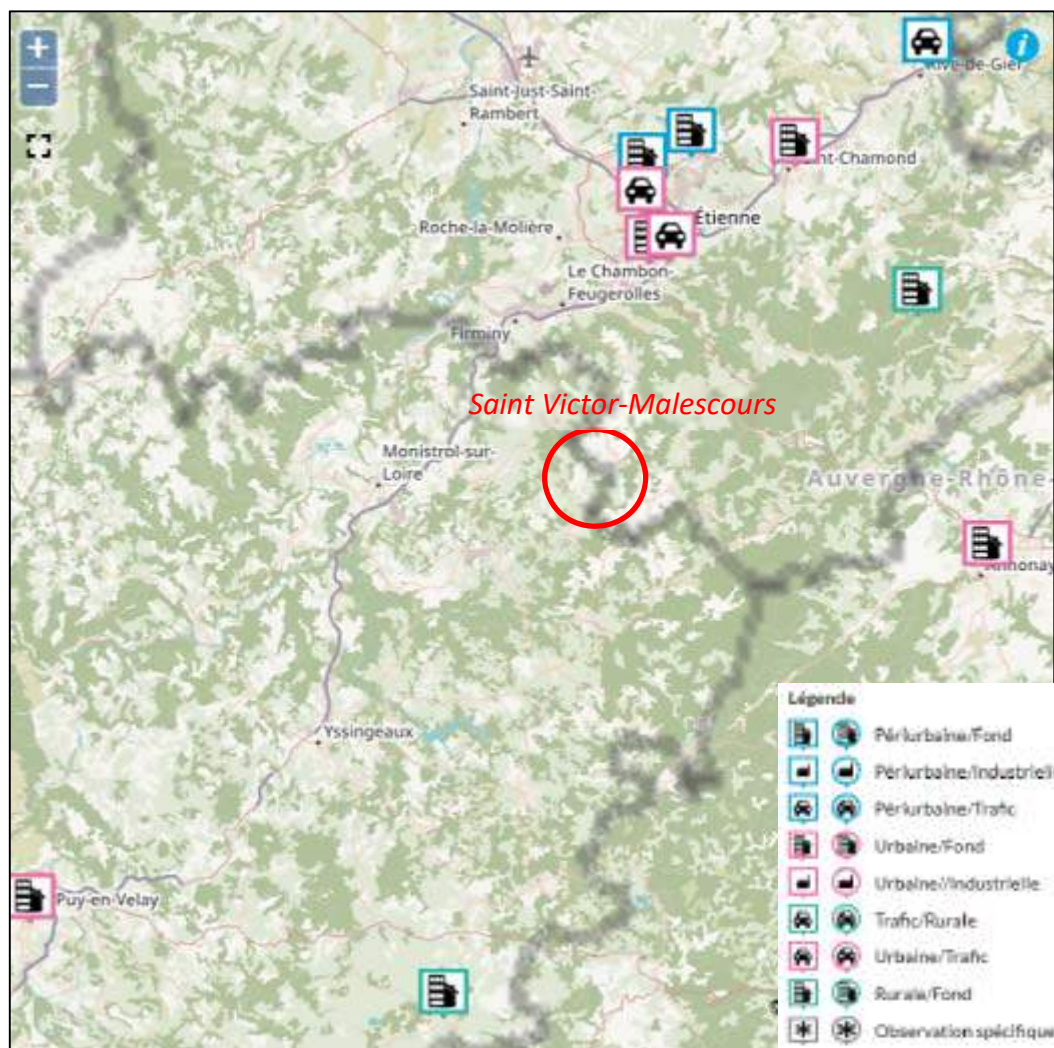 +
−
i
Rive-de-Gier
Saint-Just-Saint-
Rambert
nt-Chamond
Étienne
Roche-la-Molière
Le Chambon-
Feugerolles
Firminy
Saint Victor-Malescours
Monistrol-sur-
Loire
Auvergne-Rhône-
Annonay
Yssingeaux
Puy-en-Velay
Légende
Périurbaine/Fond
Périurbaine/Industriell
Périurbaine/Trafic
Urbaine/Fond
Urbaine/Industrielle
Trafic/Rurale
Urbaine/Trafic
Rurale/Fond
Observation spécifique